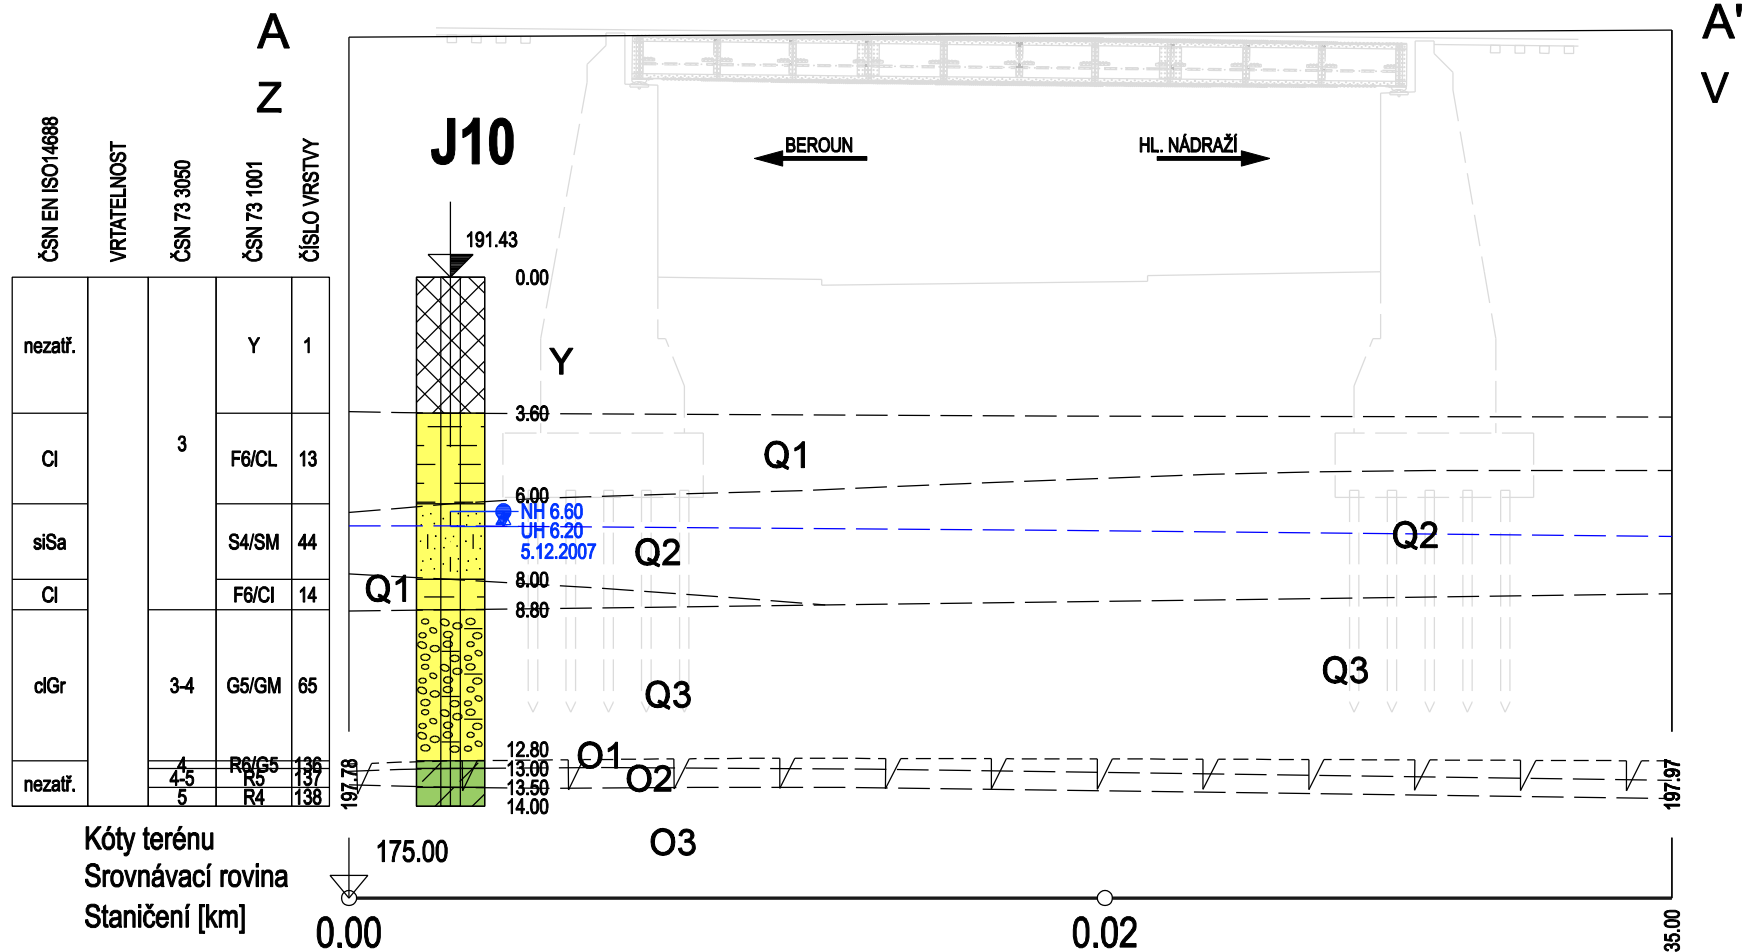 A
A'
Z
V
J10
BEROUN
HL. NÁDRAŽÍ
ČSN EN ISO14688
VRTATELNOST
ČSN 73 3050
ČSN 73 1001
ČÍSLO VRSTVY
191.43
0.00
nezatř.
Y
1
Y
3.60
3
Cl
F6/CL
13
Q1
6.00
NH 6.60
UH 6.20
5.12.2007
siSa
S4/SM
44
Q2
Q2
8.00
Cl
F6/CI
14
Q1
8.80
clGr
3-4
G5/GM
65
Q3
Q3
12.80
O1
4
R6/G5
136
13.00
nezatř.
4-5
R5
137
O2
13.50
5
R4
138
14.00
197.78
197.97
Kóty terénu
175.00
O3
Srovnávací rovina
Staničení [km]
0.00
0.02
35.00